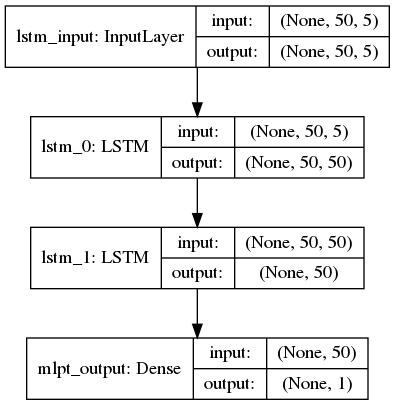 lstm_input: InputLayer
input: (None, 50, 5)
output: (None, 50, 5)
lstm_0: LSTM
input: (None, 50, 5)
output: (None, 50, 50)
lstm_1: LSTM
input: (None, 50, 50)
output: (None, 50)
mlpt_output: Dense
input: (None, 50)
output: (None, 1)